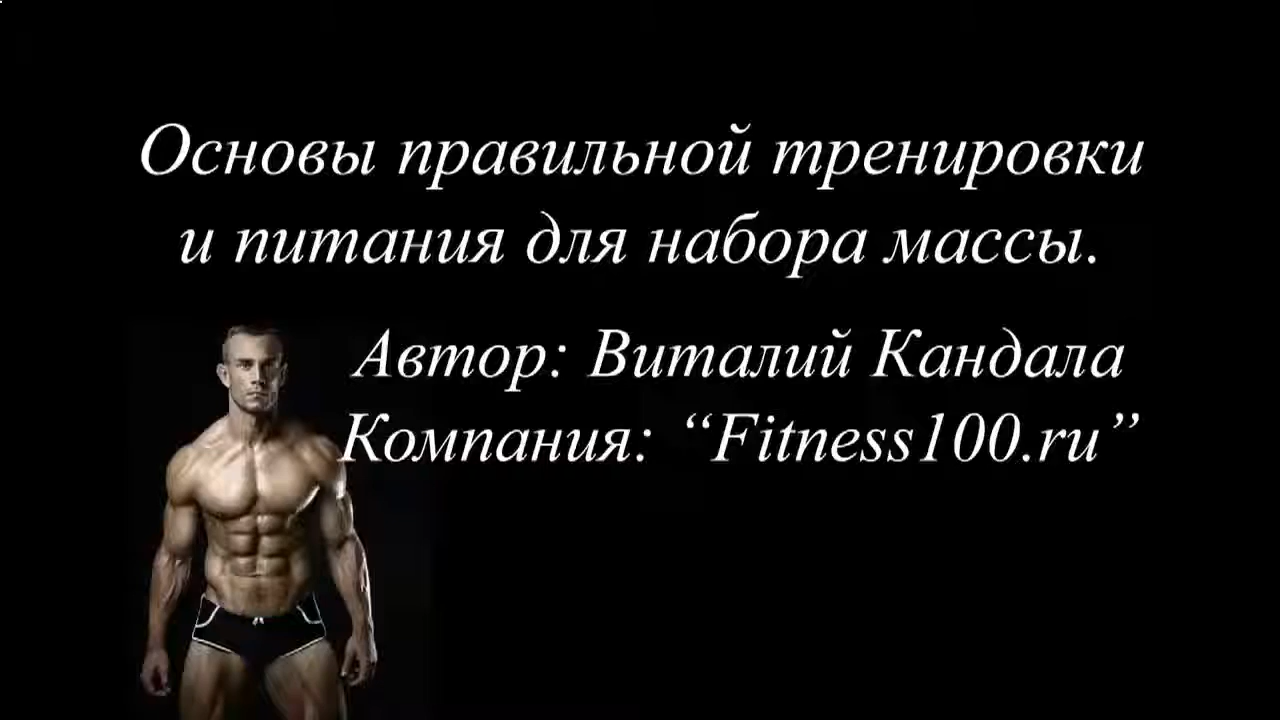 Основы правильной тренировки
и питания для набора массы.
Автор: Виталий Кандала
Компания: “Fitness100.ru”